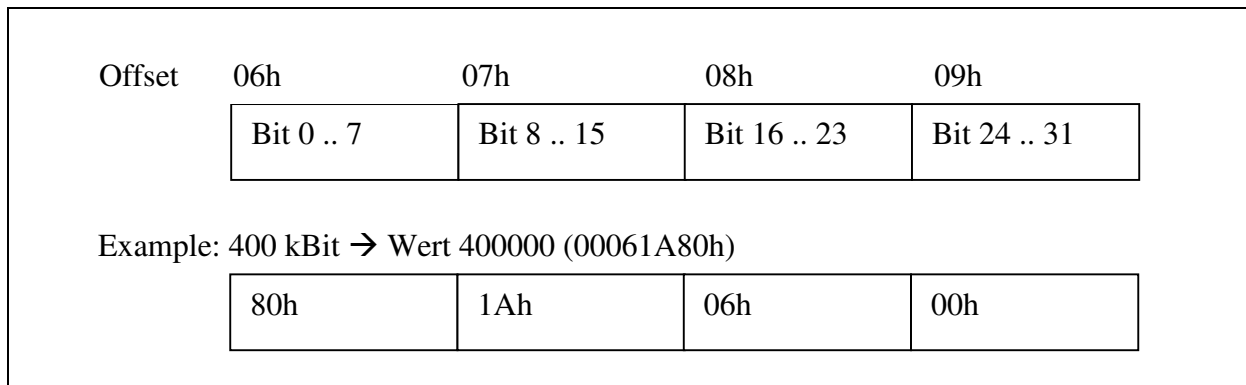 Offset 06h 07h 08h 09h
Bit 0 .. 7 Bit 8 .. 15 Bit 16 .. 23 Bit 24 .. 31
Example: 400 kBit → Wert 400000 (00061A80h)
80h 1Ah 06h 00h